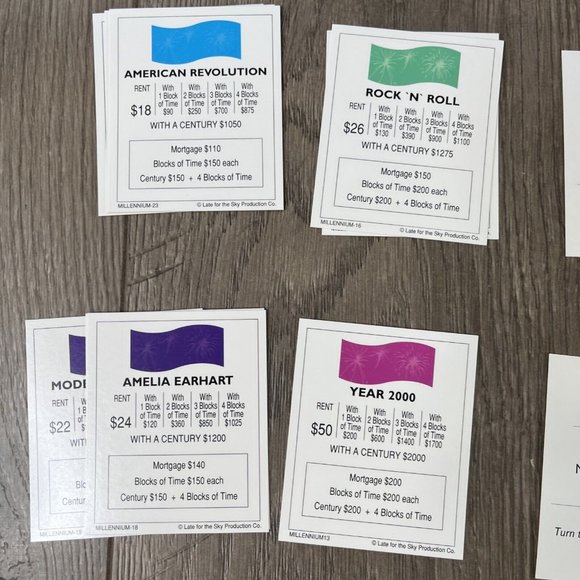 AMERICAN REVOLUTION
RENT With 1 Block of Time $90 With 2 Blocks of Time $250 With 3 Blocks of Time $700 With 4 Blocks of Time $875
$18
WITH A CENTURY $1050
Mortgage $110
Blocks of Time $150 each
Century $150 + 4 Blocks of Time
MILLENNIUM-23 © Late for the Sky Production Co.
ROCK `N` ROLL
RENT With 1 Block of Time $130 With 2 Blocks of Time $390 With 3 Blocks of Time $900 With 4 Blocks of Time $1100
$26
WITH A CENTURY $1275
Mortgage $150
Blocks of Time $200 each
Century $200 + 4 Blocks of Time
MILLENNIUM-16 © Late for the Sky Production Co.
MODE
RENT With 1 B of T
$22
WITH
Blo
Century
MILLENNIUM-19
AMELIA EARHART
RENT With 1 Block of Time $120 With 2 Blocks of Time $360 With 3 Blocks of Time $850 With 4 Blocks of Time $1025
$24
WITH A CENTURY $1200
Mortgage $140
Blocks of Time $150 each
Century $150 + 4 Blocks of Time
MILLENNIUM-18 © Late for the Sky Production Co.
YEAR 2000
RENT With 1 Block of Time $200 With 2 Blocks of Time $600 With 3 Blocks of Time $1400 With 4 Blocks of Time $1700
$50
WITH A CENTURY $2000
Mortgage $200
Blocks of Time $200 each
Century $200 + 4 Blocks of Time
MILLENNIUM13 © Late for the Sky Production Co.
Turn t